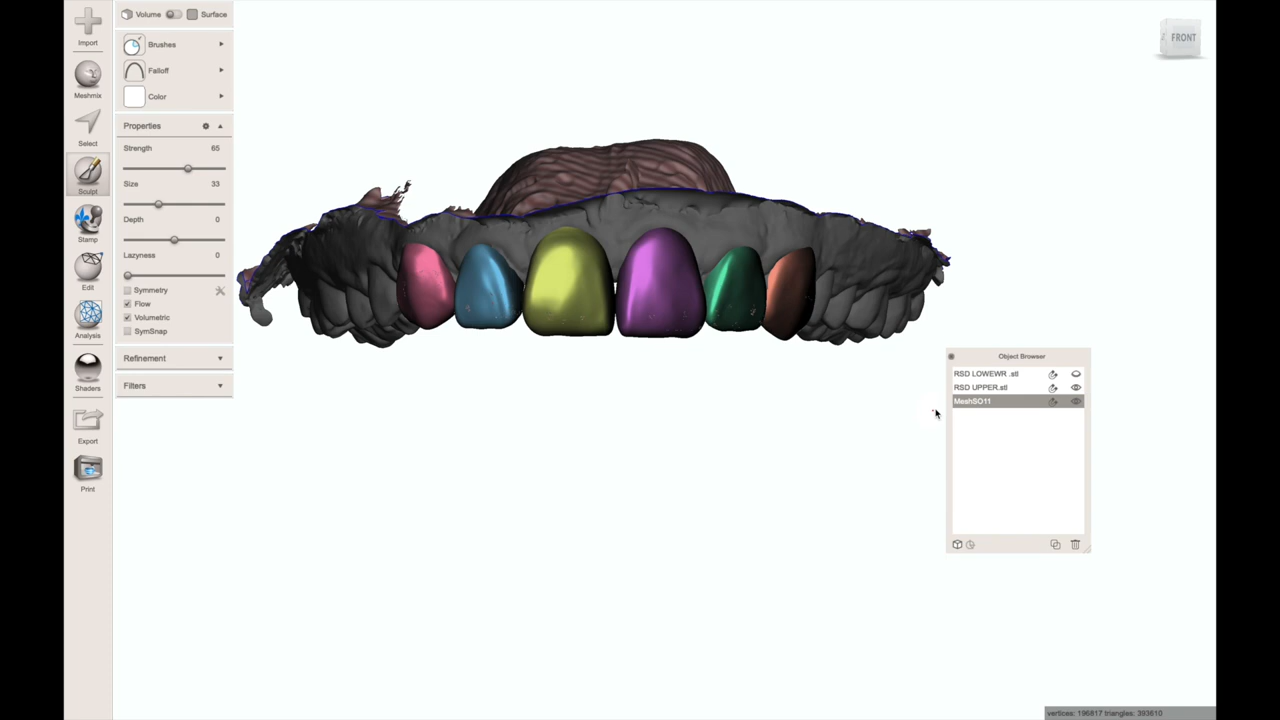 Import
Meshmix
Select
Sculpt
Stamp
Edit
Analysis
Shaders
Export
Print
Volume Surface
Brushes
Falloff
Color
Properties
Strength 65
Size 33
Depth 0
Lazyness 0
Symmetry
Flow
Volumetric
SymSnap
Refinement
Filters
FRONT
Object Browser
RSD LOWEWR .stl
RSD UPPER.stl
MeshSO11
vertices: 196817 triangles: 393610